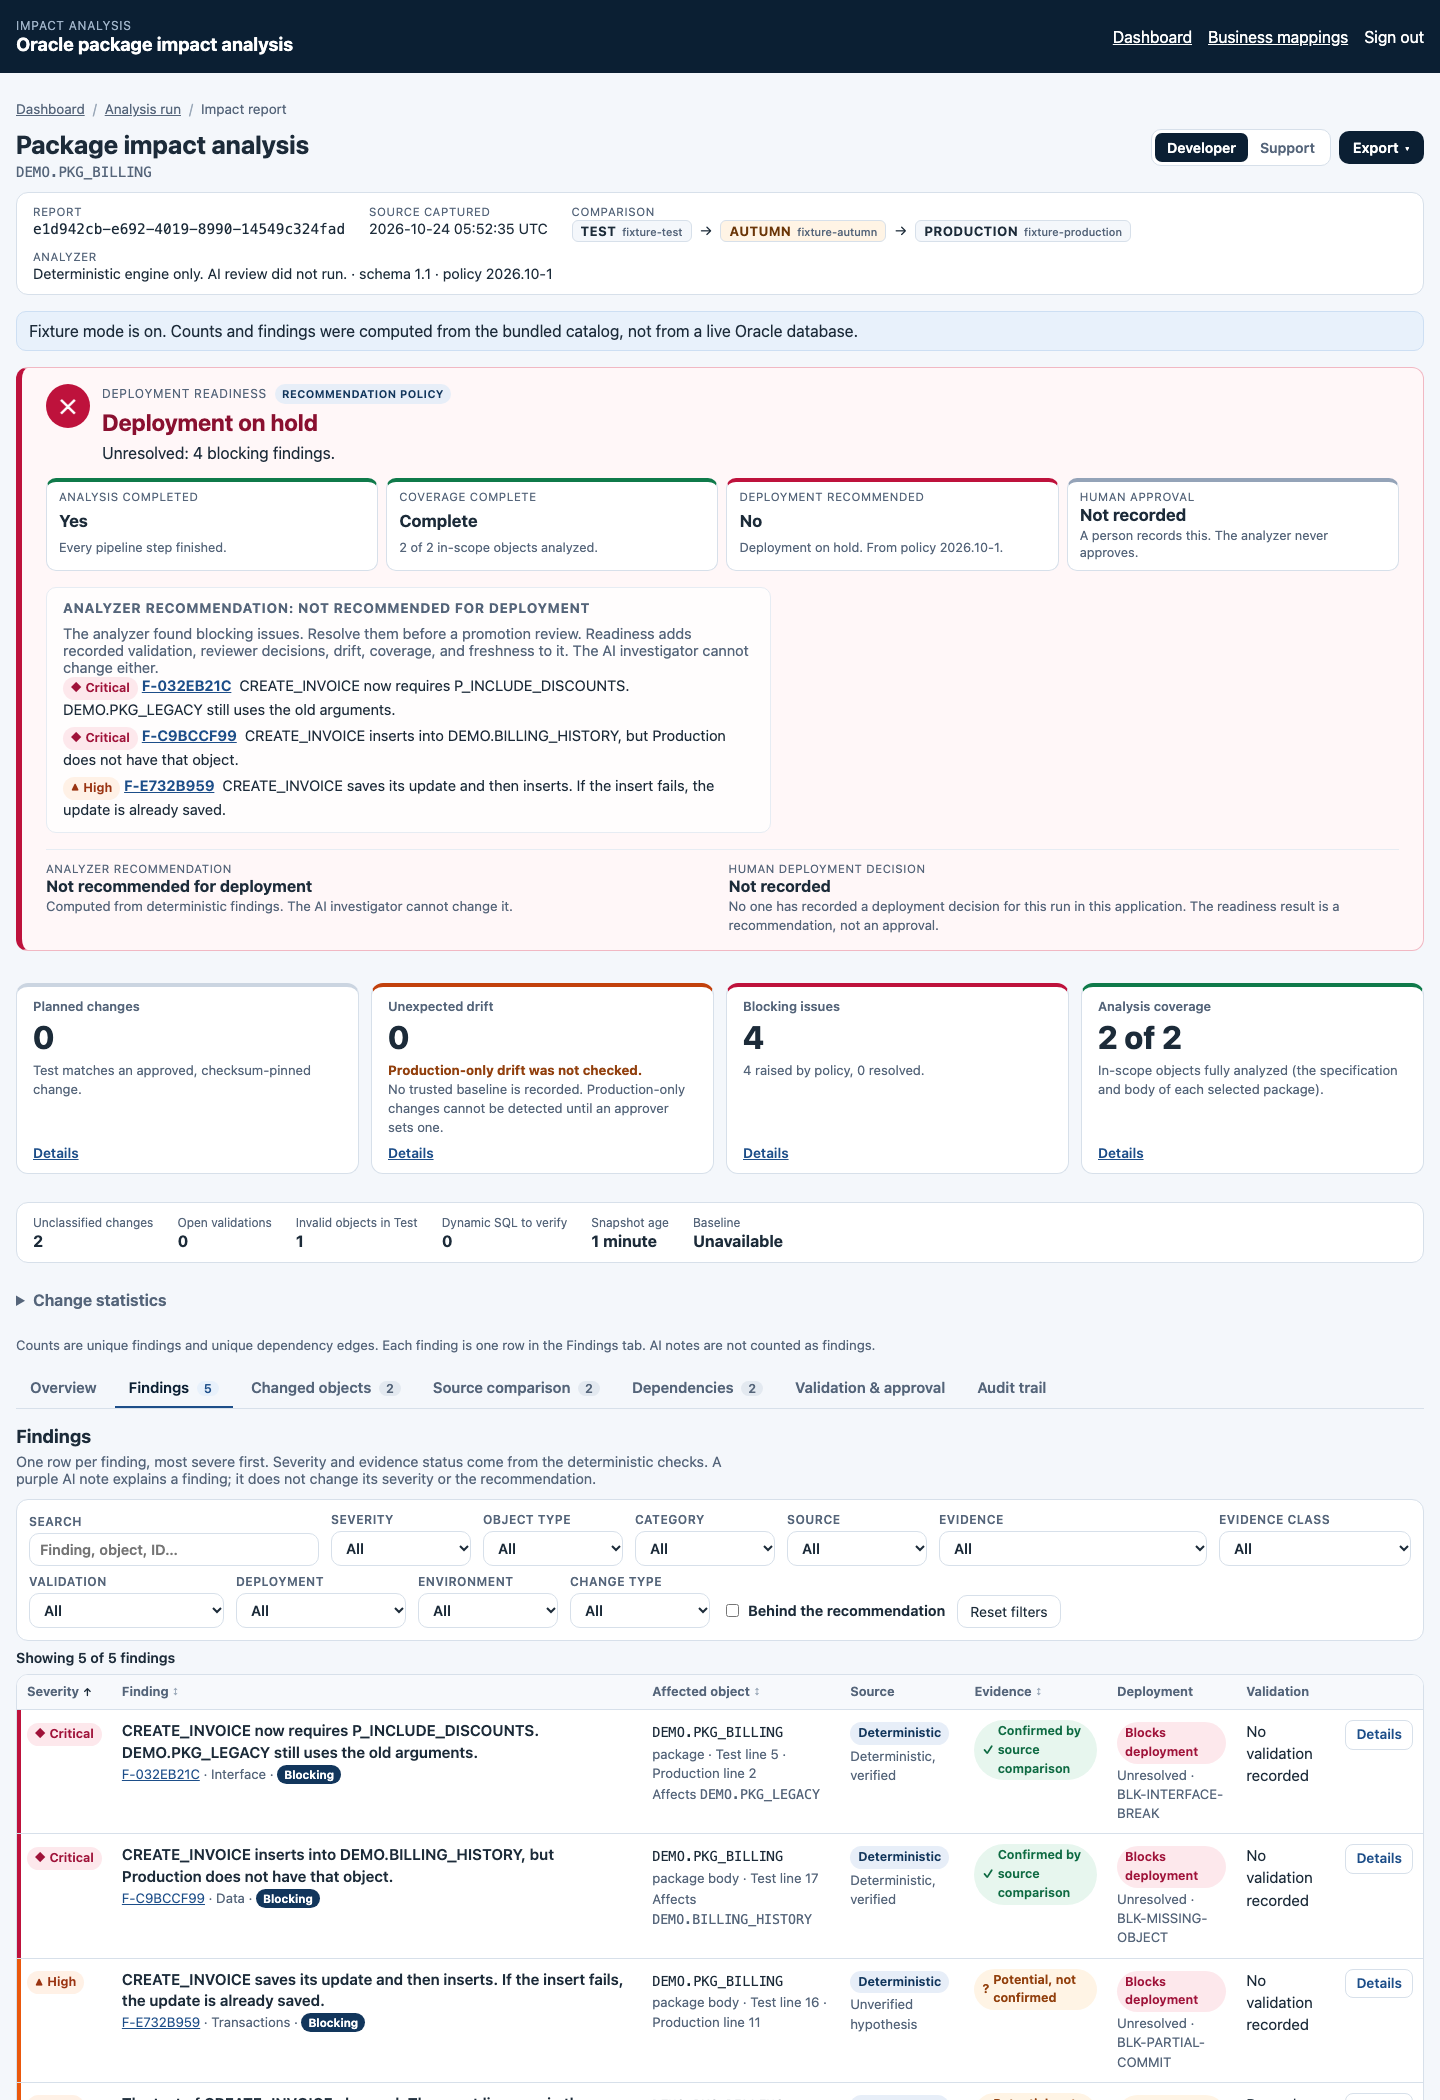 IMPACT ANALYSIS
Oracle package impact analysis
Dashboard Business mappings Sign out
Dashboard / Analysis run / Impact report
Package impact analysis
DEMO.PKG_BILLING
Developer Support Export
REPORT
e1d942cb-e692-4019-8990-14549c324fad
SOURCE CAPTURED
2026-10-24 05:52:35 UTC
COMPARISON
TEST fixture-test → AUTUMN fixture-autumn → PRODUCTION fixture-production
ANALYZER
Deterministic engine only. AI review did not run. · schema 1.1 · policy 2026.10-1
Fixture mode is on. Counts and findings were computed from the bundled catalog, not from a live Oracle database.
DEPLOYMENT READINESS RECOMMENDATION POLICY
Deployment on hold
Unresolved: 4 blocking findings.
ANALYSIS COMPLETED
Yes
Every pipeline step finished.
COVERAGE COMPLETE
Complete
2 of 2 in-scope objects analyzed.
DEPLOYMENT RECOMMENDED
No
Deployment on hold. From policy 2026.10-1.
HUMAN APPROVAL
Not recorded
A person records this. The analyzer never
approves.
ANALYZER RECOMMENDATION: NOT RECOMMENDED FOR DEPLOYMENT
The analyzer found blocking issues. Resolve them before a promotion review. Readiness adds
recorded validation, reviewer decisions, drift, coverage, and freshness to it. The AI investigator cannot
change either.
Critical F-032EB21C CREATE_INVOICE now requires P_INCLUDE_DISCOUNTS.
DEMO.PKG_LEGACY still uses the old arguments.
Critical F-C9BCCF99 CREATE_INVOICE inserts into DEMO.BILLING_HISTORY, but Production
does not have that object.
High F-E732B959 CREATE_INVOICE saves its update and then inserts. If the insert fails, the
update is already saved.
ANALYZER RECOMMENDATION
Not recommended for deployment
Computed from deterministic findings. The AI investigator cannot change it.
HUMAN DEPLOYMENT DECISION
Not recorded
No one has recorded a deployment decision for this run in this application. The readiness result is a
recommendation, not an approval.
Planned changes
0
Test matches an approved, checksum-pinned
change.
Details
Unexpected drift
0
Production-only drift was not checked.
No trusted baseline is recorded. Production-only
changes cannot be detected until an approver
sets one.
Details
Blocking issues
4
4 raised by policy, 0 resolved.
Details
Analysis coverage
2 of 2
In-scope objects fully analyzed (the specification
and body of each selected package).
Details
Unclassified changes
2
Open validations
0
Invalid objects in Test
1
Dynamic SQL to verify
0
Snapshot age
1 minute
Baseline
Unavailable
Change statistics
Counts are unique findings and unique dependency edges. Each finding is one row in the Findings tab. AI notes are not counted as findings.
Overview Findings 5 Changed objects 2 Source comparison 2 Dependencies 2 Validation & approval Audit trail
Findings
One row per finding, most severe first. Severity and evidence status come from the deterministic checks. A
purple AI note explains a finding; it does not change its severity or the recommendation.
SEARCH
Finding, object, ID...
SEVERITY
All
OBJECT TYPE
All
CATEGORY
All
SOURCE
All
EVIDENCE
All
EVIDENCE CLASS
All
VALIDATION
All
DEPLOYMENT
All
ENVIRONMENT
All
CHANGE TYPE
All
Behind the recommendation Reset filters
Showing 5 of 5 findings
Severity ↑ Finding ↕ Affected object ↕ Source Evidence ↕ Deployment Validation
Critical
CREATE_INVOICE now requires P_INCLUDE_DISCOUNTS.
DEMO.PKG_LEGACY still uses the old arguments.
F-032EB21C · Interface · Blocking
DEMO.PKG_BILLING
package · Test line 5 ·
Production line 2
Affects DEMO.PKG_LEGACY
Deterministic
Deterministic,
verified
Confirmed by
✓ source
comparison
Blocks
deployment
Unresolved ·
BLK-INTERFACE-
BREAK
No
validation
recorded
Details
Critical
CREATE_INVOICE inserts into DEMO.BILLING_HISTORY, but
Production does not have that object.
F-C9BCCF99 · Data · Blocking
DEMO.PKG_BILLING
package body · Test line 17
Affects
DEMO.BILLING_HISTORY
Deterministic
Deterministic,
verified
Confirmed by
✓ source
comparison
Blocks
deployment
Unresolved ·
BLK-MISSING-
OBJECT
No
validation
recorded
Details
High
CREATE_INVOICE saves its update and then inserts. If the insert fails,
the update is already saved.
F-E732B959 · Transactions · Blocking
DEMO.PKG_BILLING
package body · Test line 16 ·
Production line 11
Deterministic
Unverified
hypothesis
? Potential, not
confirmed
Blocks
deployment
Unresolved ·
BLK-PARTIAL-
COMMIT
No
validation
recorded
Details